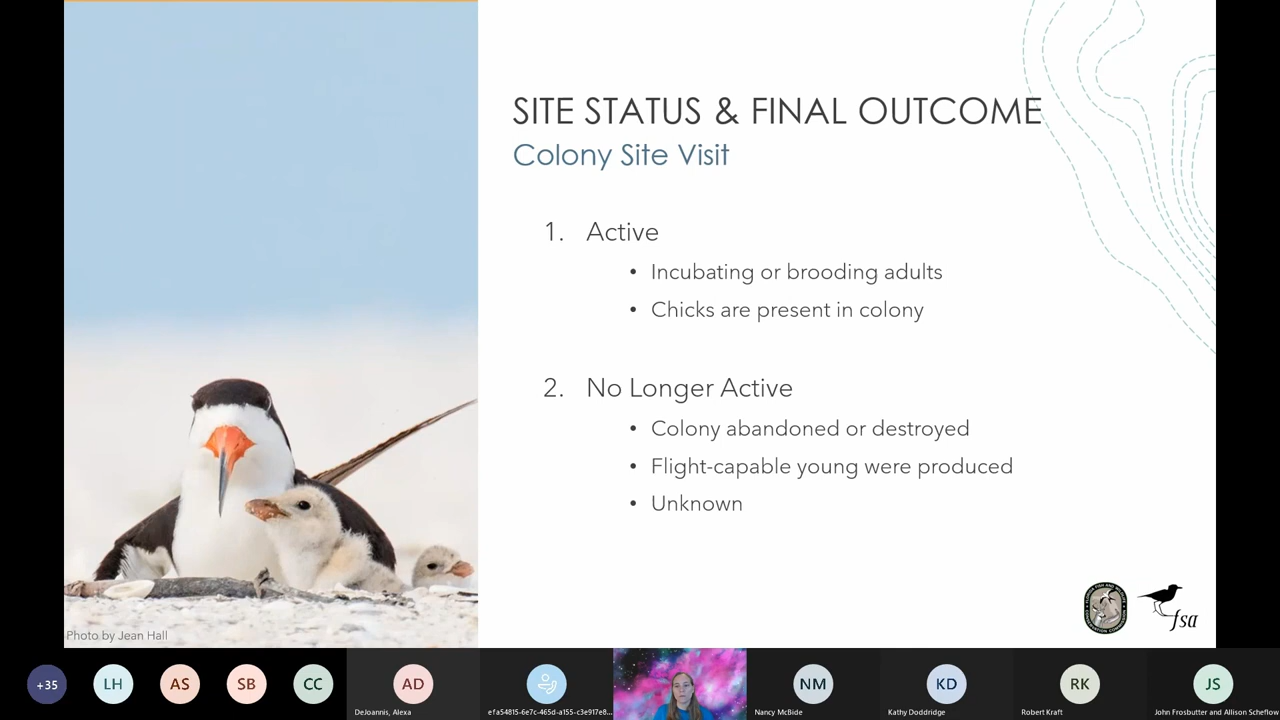 SITE STATUS & FINAL OUTCOME
Colony Site Visit
1. Active
• Incubating or brooding adults
• Chicks are present in colony
2. No Longer Active
• Colony abandoned or destroyed
• Flight-capable young were produced
• Unknown
Photo by Jean Hall
fsa
+35
LH
AS
SB
CC
AD
NM
KD
RK
JS
DeJoannis, Alexa
efa54815-6e7c-465d-a155-c3e917e8...
Nancy McBide
Kathy Doddridge
Robert Kraft
John Frosbutter and Allison Scheflow